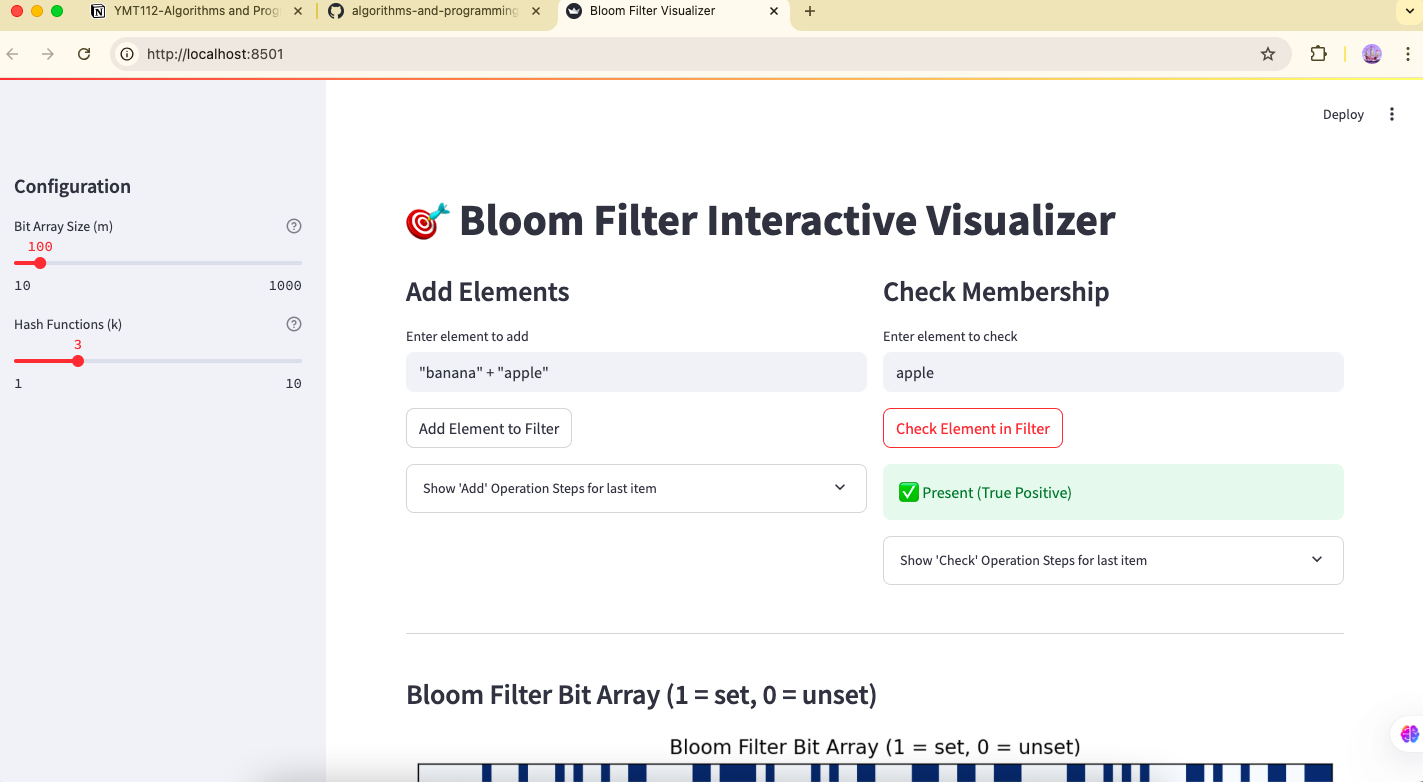 YMT112-Algorithms and Prog
algorithms-and-programming
Bloom Filter Visualizer
http://localhost:8501
Deploy
Configuration
Bit Array Size (m)
100
10 1000
Hash Functions (k)
3
1 10
🎯 Bloom Filter Interactive Visualizer
Add Elements
Enter element to add
"banana" + "apple"
Add Element to Filter
Show 'Add' Operation Steps for last item
Check Membership
Enter element to check
apple
Check Element in Filter
✅ Present (True Positive)
Show 'Check' Operation Steps for last item
Bloom Filter Bit Array (1 = set, 0 = unset)
Bloom Filter Bit Array (1 = set, 0 = unset)